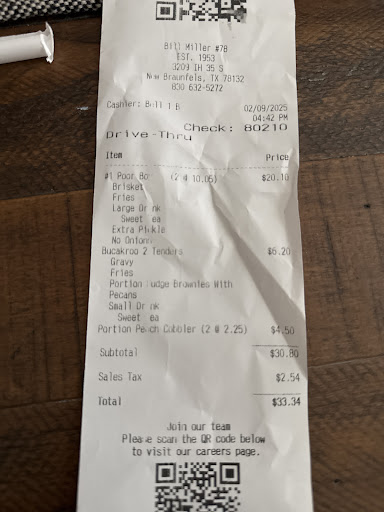 Bill Miller #78
EST. 1953
3209 IH 35 S
New Braunfels, TX 78132
830 632-5272
Cashier: Bill 1 B 02/09/2025
04:42 PM
Check: 80210
Drive-Thru
Item Price
#1 Poor Bo (2 @ 10.05) $20.10
Brisket
Fries
Large Dr nk
Sweet ea
Extra Pickle
No Onion
Buckaroo 2 Tenders $6.20
Gravy
Fries
Portion udge Brownies With
Pecans
Small Dr nk
Sweet ea
Portion Peach Cobbler (2 @ 2.25) $4.50
Subtotal $30.80
Sales Tax $2.54
Total $33.34
Join our team
Please scan the QR code below
to visit our careers page.